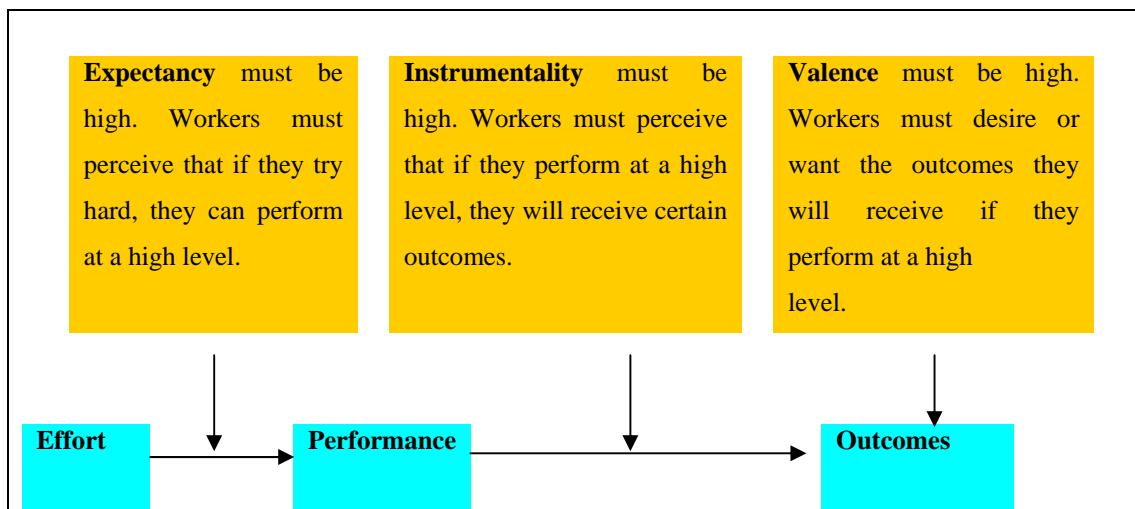 Expectancy must be
high. Workers must
perceive that if they try
hard, they can perform
at a high level.
Instrumentality must be
high. Workers must perceive
that if they perform at a high
level, they will receive certain
outcomes.
Valence must be high.
Workers must desire or
want the outcomes they
will receive if they
perform at a high
level.
Effort
Performance
Outcomes